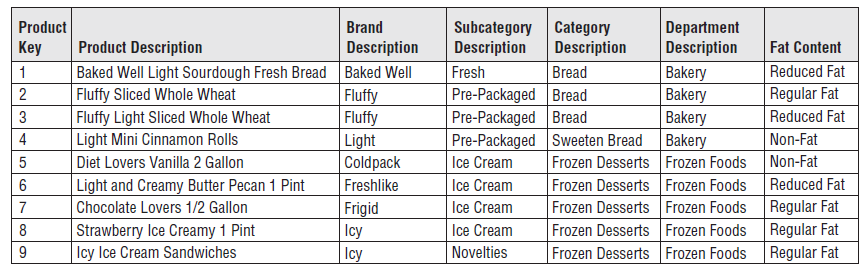 Product Key Product Description Brand Description Subcategory Description Category Description Department Description Fat Content
1 Baked Well Light Sourdough Fresh Bread Baked Well Fresh Bread Bakery Reduced Fat
2 Fluffy Sliced Whole Wheat Fluffy Pre-Packaged Bread Bakery Regular Fat
3 Fluffy Light Sliced Whole Wheat Fluffy Pre-Packaged Bread Bakery Reduced Fat
4 Light Mini Cinnamon Rolls Light Pre-Packaged Sweeten Bread Bakery Non-Fat
5 Diet Lovers Vanilla 2 Gallon Coldpack Ice Cream Frozen Desserts Frozen Foods Non-Fat
6 Light and Creamy Butter Pecan 1 Pint Freshlike Ice Cream Frozen Desserts Frozen Foods Reduced Fat
7 Chocolate Lovers 1/2 Gallon Frigid Ice Cream Frozen Desserts Frozen Foods Regular Fat
8 Strawberry Ice Creamy 1 Pint Icy Ice Cream Frozen Desserts Frozen Foods Regular Fat
9 Icy Ice Cream Sandwiches Icy Novelties Frozen Desserts Frozen Foods Regular Fat